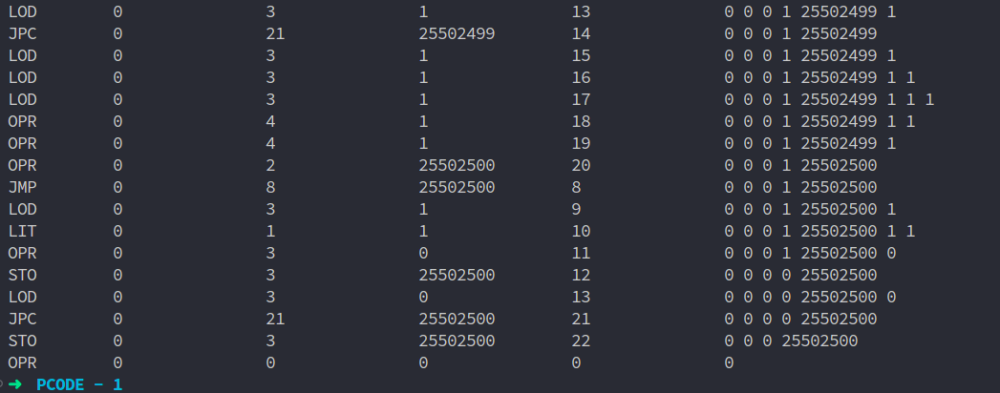 LOD 0 3 1 13 0 0 0 1 25502499 1
JPC 0 21 25502499 14 0 0 0 1 25502499
LOD 0 3 1 15 0 0 0 1 25502499 1
LOD 0 3 1 16 0 0 0 1 25502499 1 1
LOD 0 3 1 17 0 0 0 1 25502499 1 1 1
OPR 0 4 1 18 0 0 0 1 25502499 1 1
OPR 0 4 1 19 0 0 0 1 25502499 1
OPR 0 2 25502500 20 0 0 0 1 25502500
JMP 0 8 25502500 8 0 0 0 1 25502500
LOD 0 3 1 9 0 0 0 1 25502500 1
LIT 0 1 1 10 0 0 0 1 25502500 1 1
OPR 0 3 0 11 0 0 0 1 25502500 0
STO 0 3 25502500 12 0 0 0 0 25502500
LOD 0 3 0 13 0 0 0 0 25502500 0
JPC 0 21 25502500 21 0 0 0 0 25502500
STO 0 3 25502500 22 0 0 0 25502500
OPR 0 0 0 0 0
➜ PCODE - 1